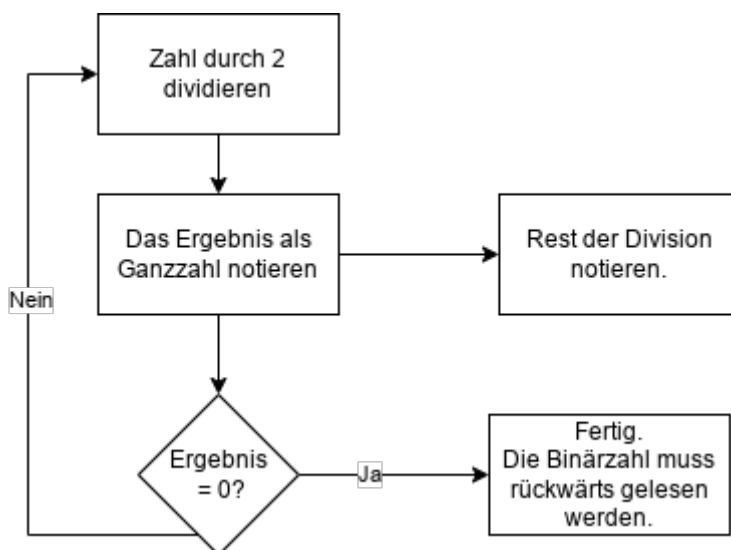 Zahl durch 2
dividieren
Das Ergebnis als
Ganzzahl notieren
Rest der Division
notieren.
Nein
Ergebnis
= 0?
Ja
Fertig.
Die Binärzahl muss
rückwärts gelesen
werden.